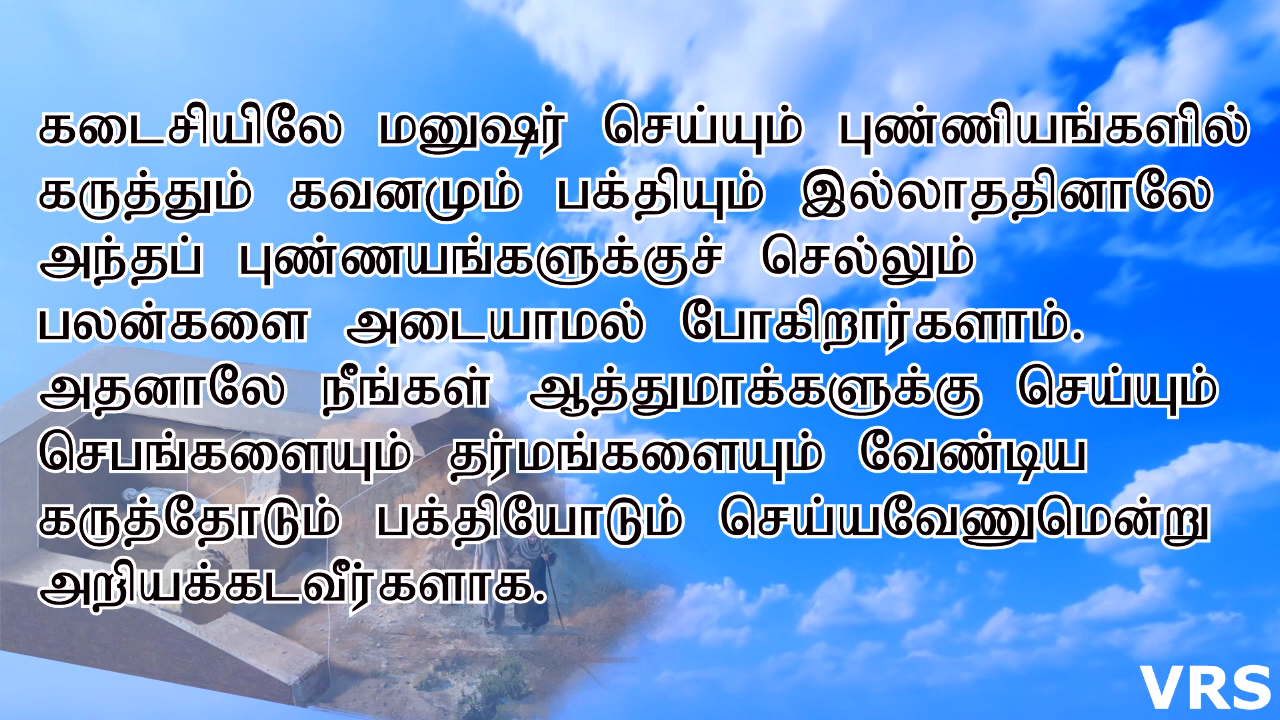 கடைசியிலே மனுஷர் செய்யும் புண்ணியங்களில்
கருத்தும் கவனமும் பக்தியும் இல்லாததினாலே
அந்தப் புண்ணயங்களுக்குச் செல்லும்
பலன்களை அடையாமல் போகிறார்களாம்.
அதனாலே நீங்கள் ஆத்துமாக்களுக்கு செய்யும்
செபங்களையும் தர்மங்களையும் வேண்டிய
கருத்தோடும் பக்தியோடும் செய்யவேணுமென்று
அறியக்கடவீர்களாக.
VRS